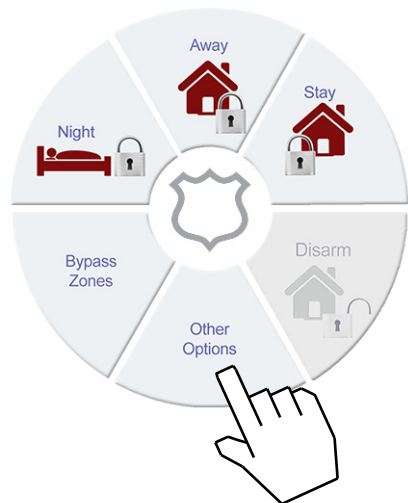 Away
Stay
Night
Disarm
Bypass
Zones
Other
Options